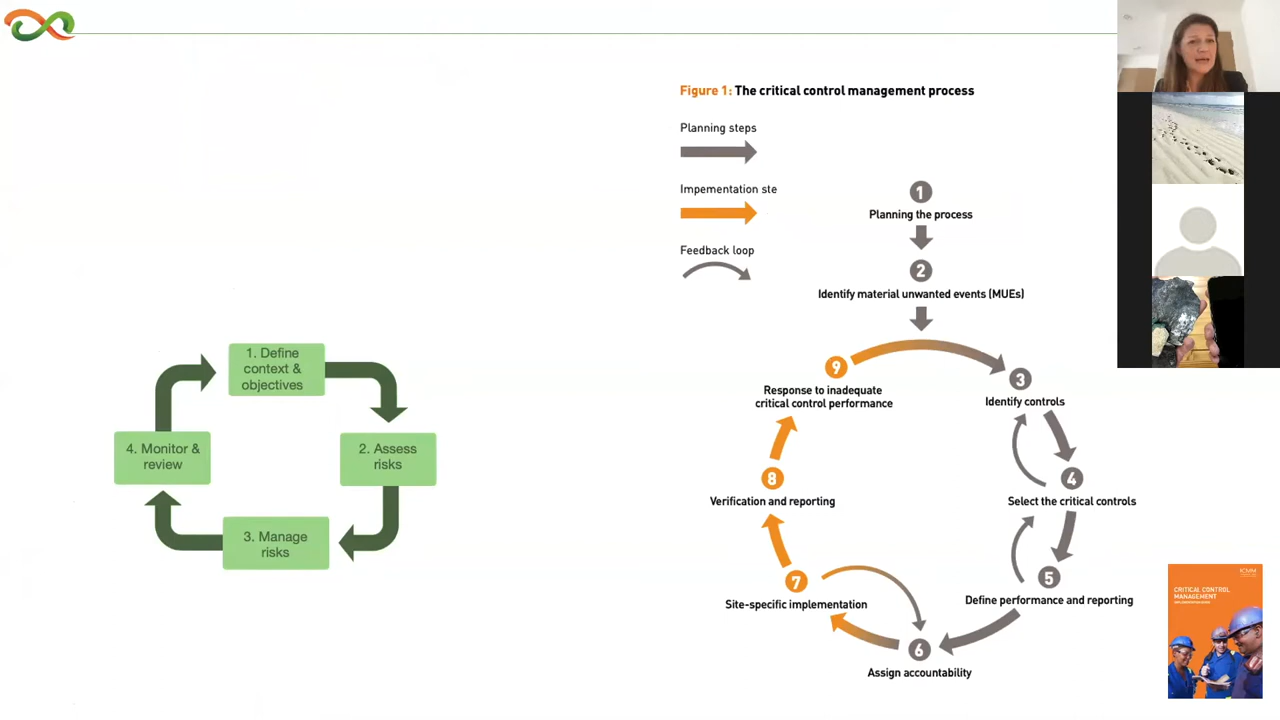 Figure 1: The critical control management process
Planning steps
Impementation ste
Feedback loop
1
Planning the process
2
Identify material unwanted events (MUEs)
3
Identify controls
4
Select the critical controls
5
Define performance and reporting
6
Assign accountability
7
Site-specific implementation
8
Verification and reporting
9
Response to inadequate
critical control performance
1. Define
context &
objectives
2. Assess
risks
3. Manage
risks
4. Monitor &
review
ICMM
CRITICAL CONTROL
MANAGEMENT